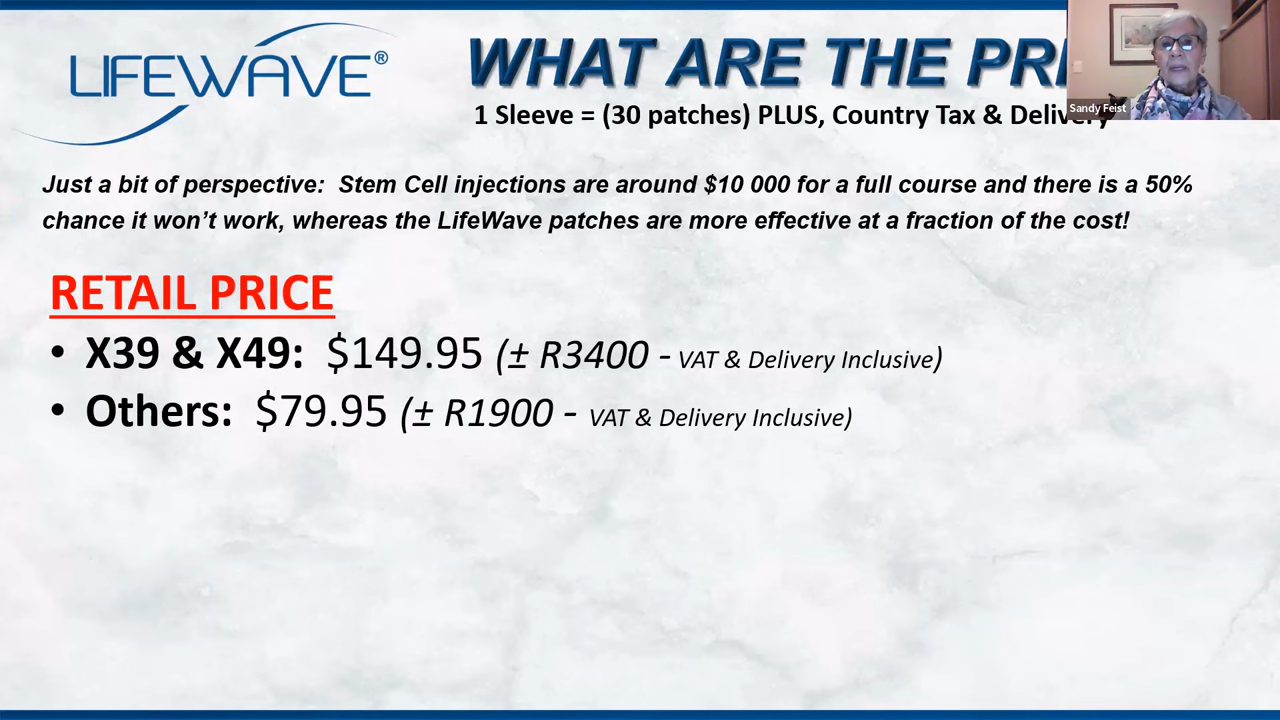 LIFEWAVE®
WHAT ARE THE
1 Sleeve = (30 patches) PLUS, Country Tax & Delivery
Sandy Feist
Just a bit of perspective: Stem Cell injections are around $10 000 for a full course and there is a 50%
chance it won’t work, whereas the LifeWave patches are more effective at a fraction of the cost!
RETAIL PRICE
• X39 & X49: $149.95 (± R3400 - VAT & Delivery Inclusive)
• Others: $79.95 (± R1900 - VAT & Delivery Inclusive)